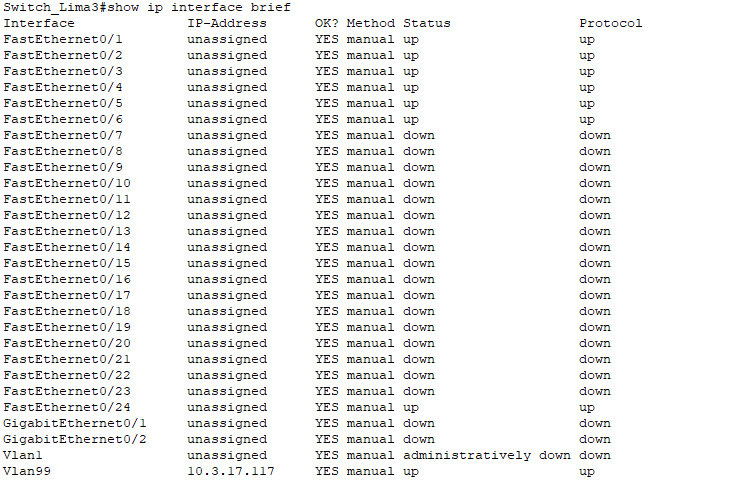 Switch_Lima3#show ip interface brief
Interface              IP-Address      OK? Method Status                Protocol
FastEthernet0/1        unassigned      YES manual up                    up
FastEthernet0/2        unassigned      YES manual up                    up
FastEthernet0/3        unassigned      YES manual up                    up
FastEthernet0/4        unassigned      YES manual up                    up
FastEthernet0/5        unassigned      YES manual up                    up
FastEthernet0/6        unassigned      YES manual up                    up
FastEthernet0/7        unassigned      YES manual down                  down
FastEthernet0/8        unassigned      YES manual down                  down
FastEthernet0/9        unassigned      YES manual down                  down
FastEthernet0/10       unassigned      YES manual down                  down
FastEthernet0/11       unassigned      YES manual down                  down
FastEthernet0/12       unassigned      YES manual down                  down
FastEthernet0/13       unassigned      YES manual down                  down
FastEthernet0/14       unassigned      YES manual down                  down
FastEthernet0/15       unassigned      YES manual down                  down
FastEthernet0/16       unassigned      YES manual down                  down
FastEthernet0/17       unassigned      YES manual down                  down
FastEthernet0/18       unassigned      YES manual down                  down
FastEthernet0/19       unassigned      YES manual down                  down
FastEthernet0/20       unassigned      YES manual down                  down
FastEthernet0/21       unassigned      YES manual down                  down
FastEthernet0/22       unassigned      YES manual down                  down
FastEthernet0/23       unassigned      YES manual down                  down
FastEthernet0/24       unassigned      YES manual up                    up
GigabitEthernet0/1     unassigned      YES manual down                  down
GigabitEthernet0/2     unassigned      YES manual down                  down
Vlan1                  unassigned      YES manual administratively down down
Vlan99                 10.3.17.117     YES manual up                    up